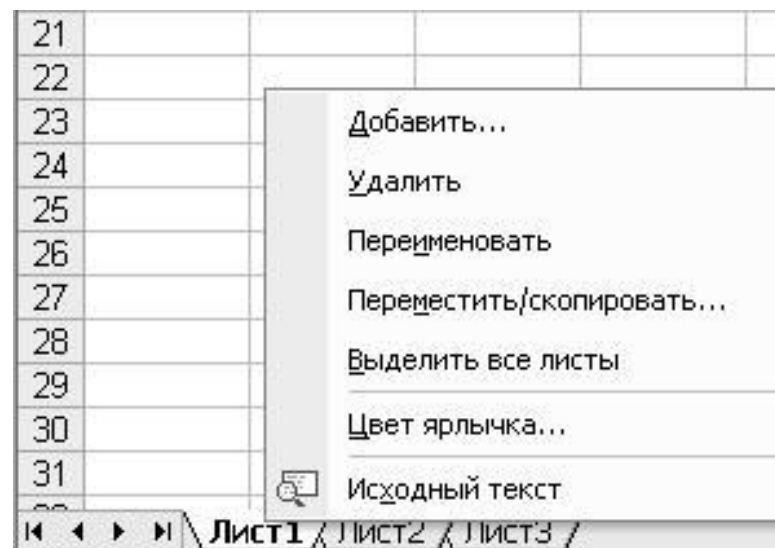 21
22
23
24
25
26
27
28
29
30
31
Добавить...
Удалить
Переименовать
Переместить/скопировать...
Выделить все листы
Цвет ярлычка...
Исходный текст
Лист1 Лист2 Лист3